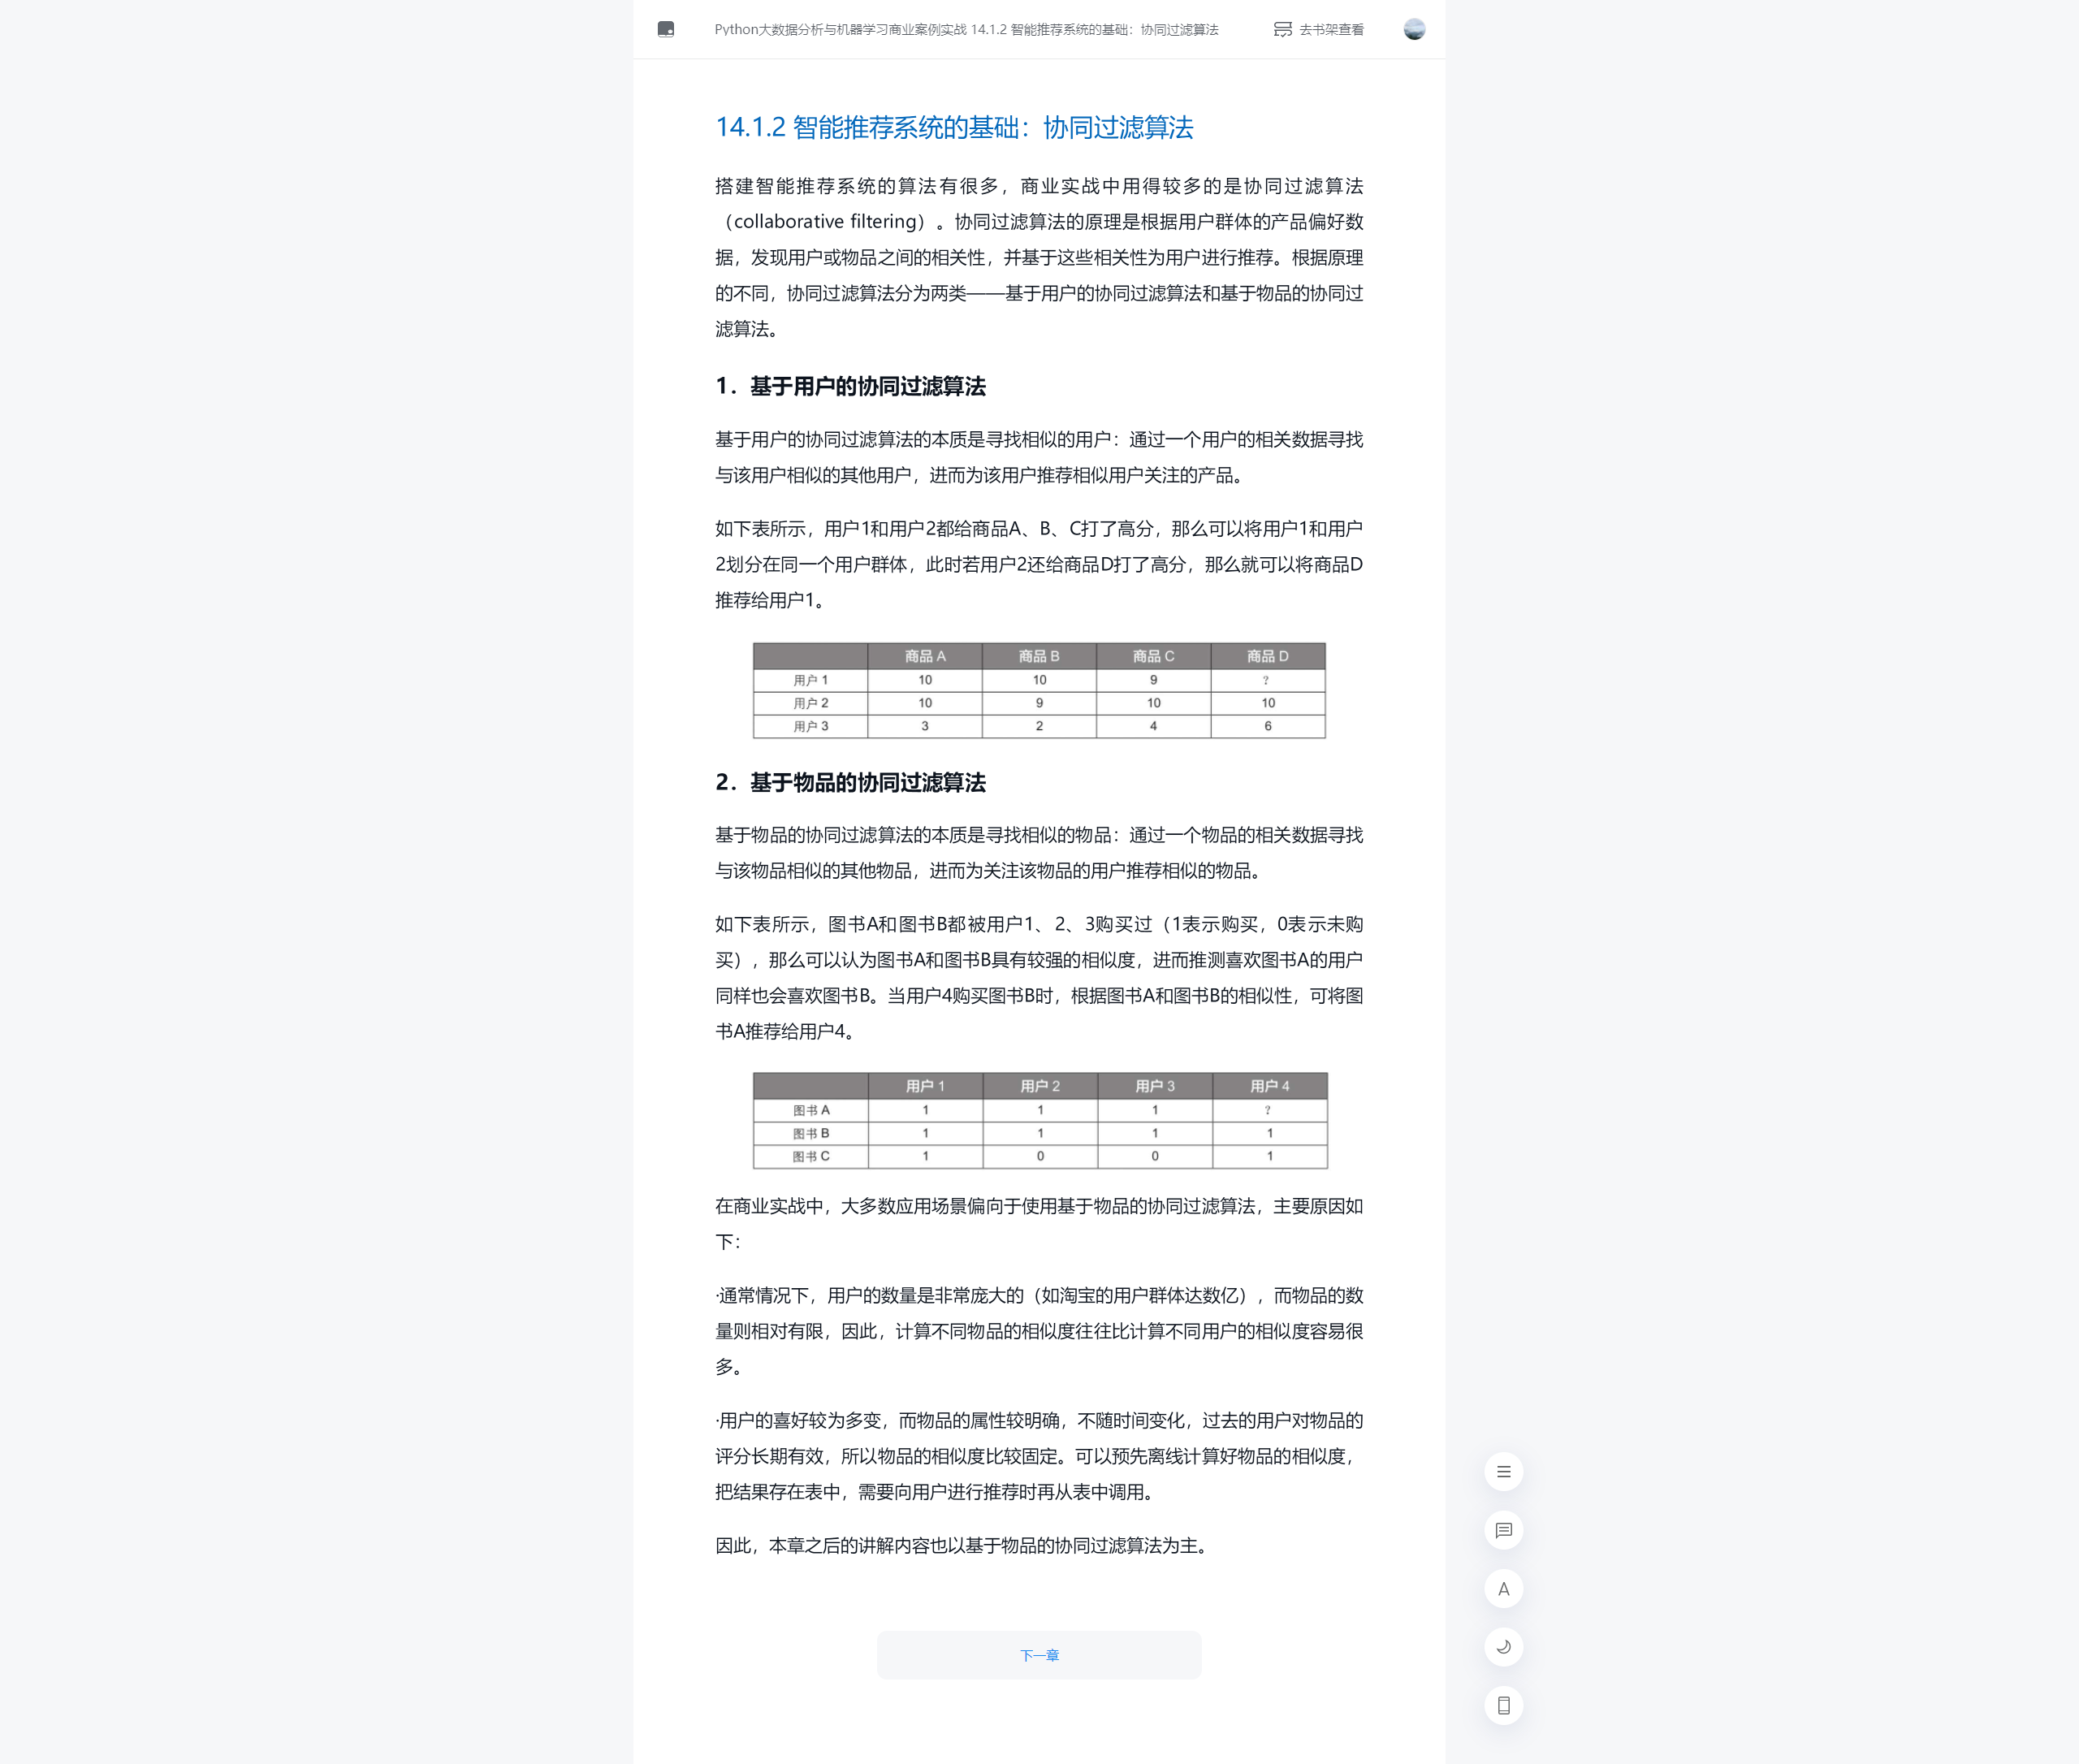 Python大数据分析与机器学习商业案例实战 14.1.2 智能推荐系统的基础：协同过滤算法
去书架查看
14.1.2 智能推荐系统的基础：协同过滤算法
搭建智能推荐系统的算法有很多，商业实战中用得较多的是协同过滤算法
（collaborative filtering）。协同过滤算法的原理是根据用户群体的产品偏好数
据，发现用户或物品之间的相关性，并基于这些相关性为用户进行推荐。根据原理
的不同，协同过滤算法分为两类——基于用户的协同过滤算法和基于物品的协同过
滤算法。
1．基于用户的协同过滤算法
基于用户的协同过滤算法的本质是寻找相似的用户：通过一个用户的相关数据寻找
与该用户相似的其他用户，进而为该用户推荐相似用户关注的产品。
如下表所示，用户1和用户2都给商品A、B、C打了高分，那么可以将用户1和用户
2划分在同一个用户群体，此时若用户2还给商品D打了高分，那么就可以将商品D
推荐给用户1。
商品 A 商品 B 商品 C 商品 D
用户 1 10 10 9 ?
用户 2 10 9 10 10
用户 3 3 2 4 6
2．基于物品的协同过滤算法
基于物品的协同过滤算法的本质是寻找相似的物品：通过一个物品的相关数据寻找
与该物品相似的其他物品，进而为关注该物品的用户推荐相似的物品。
如下表所示，图书A和图书B都被用户1、2、3购买过（1表示购买，0表示未购
买），那么可以认为图书A和图书B具有较强的相似度，进而推测喜欢图书A的用户
同样也会喜欢图书B。当用户4购买图书B时，根据图书A和图书B的相似性，可将图
书A推荐给用户4。
用户 1 用户 2 用户 3 用户 4
图书 A 1 1 1 ?
图书 B 1 1 1 1
图书 C 1 0 0 1
在商业实战中，大多数应用场景偏向于使用基于物品的协同过滤算法，主要原因如
下：
·通常情况下，用户的数量是非常庞大的（如淘宝的用户群体达数亿），而物品的数
量则相对有限，因此，计算不同物品的相似度往往比计算不同用户的相似度容易很
多。
·用户的喜好较为多变，而物品的属性较明确，不随时间变化，过去的用户对物品的
评分长期有效，所以物品的相似度比较固定。可以预先离线计算好物品的相似度，
把结果存在表中，需要向用户进行推荐时再从表中调用。
因此，本章之后的讲解内容也以基于物品的协同过滤算法为主。
A
下一章